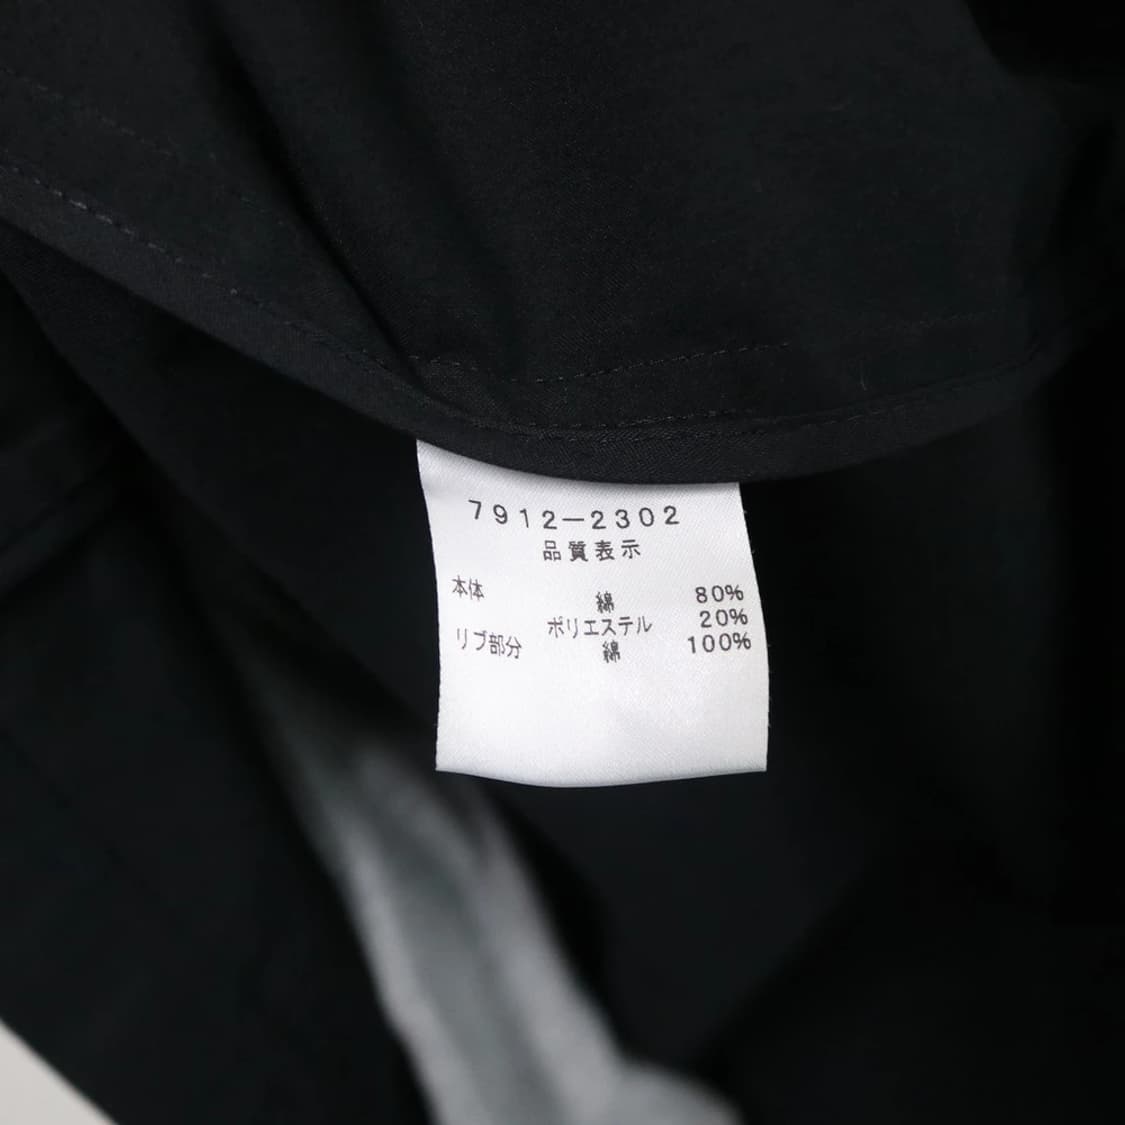 7912-2302
品質表示
本体 綿 80%
ポリエステル 20%
リブ部分 綿 100%